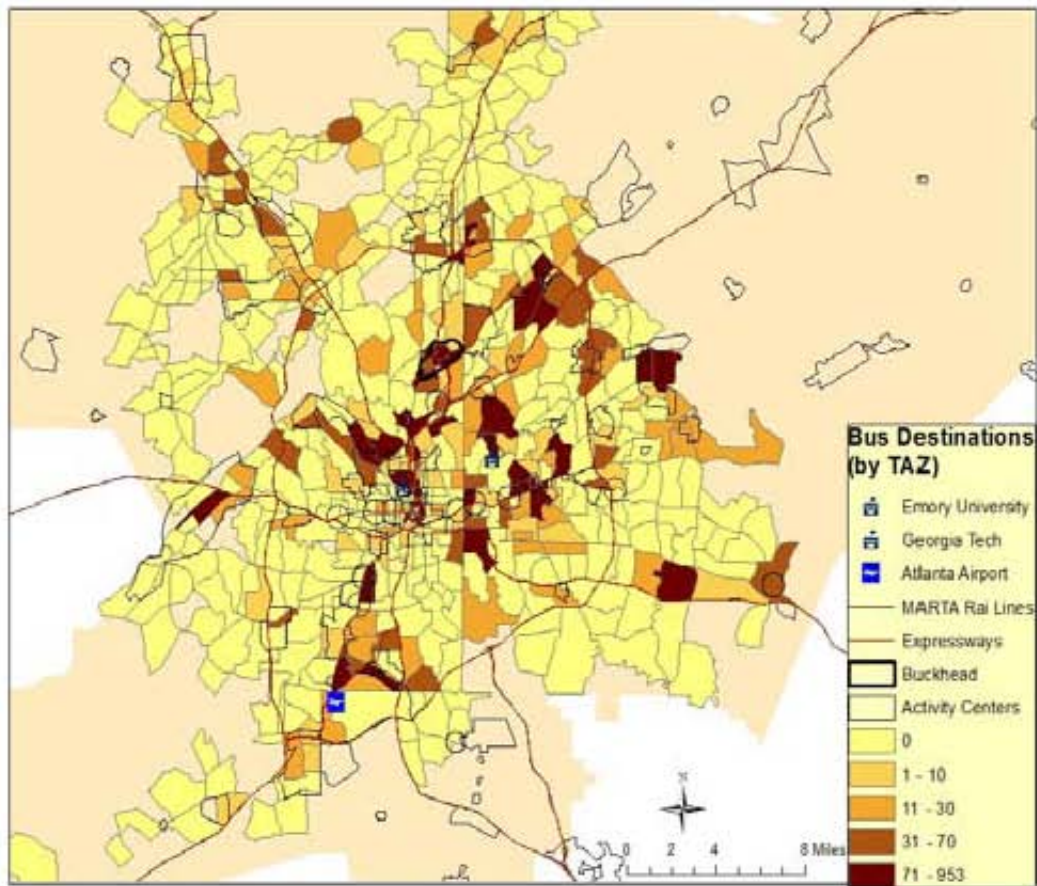 Bus Destinations
(by TAZ)
Emory University
Georgia Tech
Atlanta Airport
MARTA Rai Lines
Expressways
Buckhead
Activity Centers
0
1 - 10
11 - 30
31 - 70
71 - 953
N
0 2 4 8 Miles